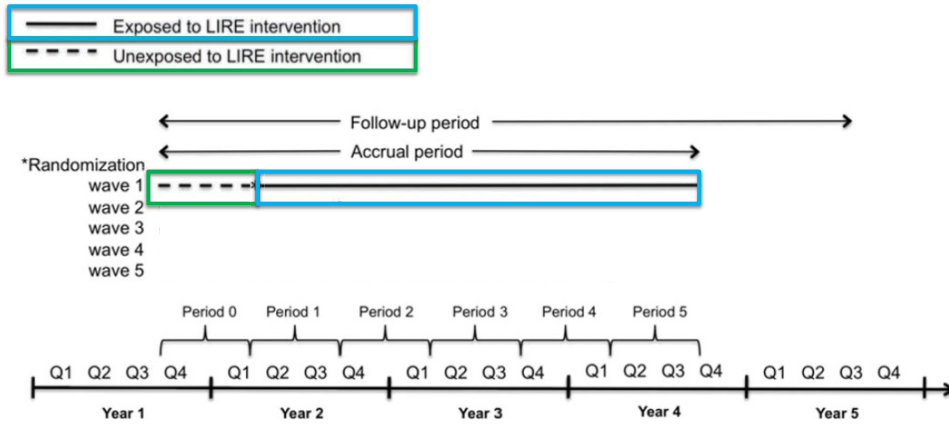 Exposed to LIRE intervention
Unexposed to LIRE intervention
Follow-up period
Accrual period
*Randomization
wave 1
wave 2
wave 3
wave 4
wave 5
Period 0 Period 1 Period 2 Period 3 Period 4 Period 5
Q1 Q2 Q3 Q4 Q1 Q2 Q3 Q4 Q1 Q2 Q3 Q4 Q1 Q2 Q3 Q4 Q1 Q2 Q3 Q4
Year 1 Year 2 Year 3 Year 4 Year 5